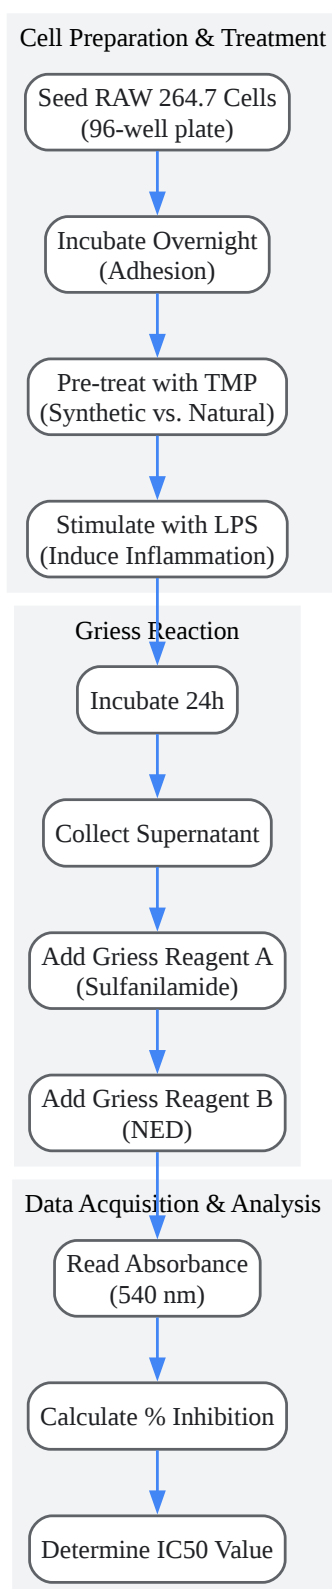 Cell Preparation & Treatment
Seed RAW 264.7 Cells
(96-well plate)
Incubate Overnight
(Adhesion)
Pre-treat with TMP
(Synthetic vs. Natural)
Stimulate with LPS
(Induce Inflammation)
Griess Reaction
Incubate 24h
Collect Supernatant
Add Griess Reagent A
(Sulfanilamide)
Add Griess Reagent B
(NED)
Data Acquisition & Analysis
Read Absorbance
(540 nm)
Calculate % Inhibition
Determine IC50 Value